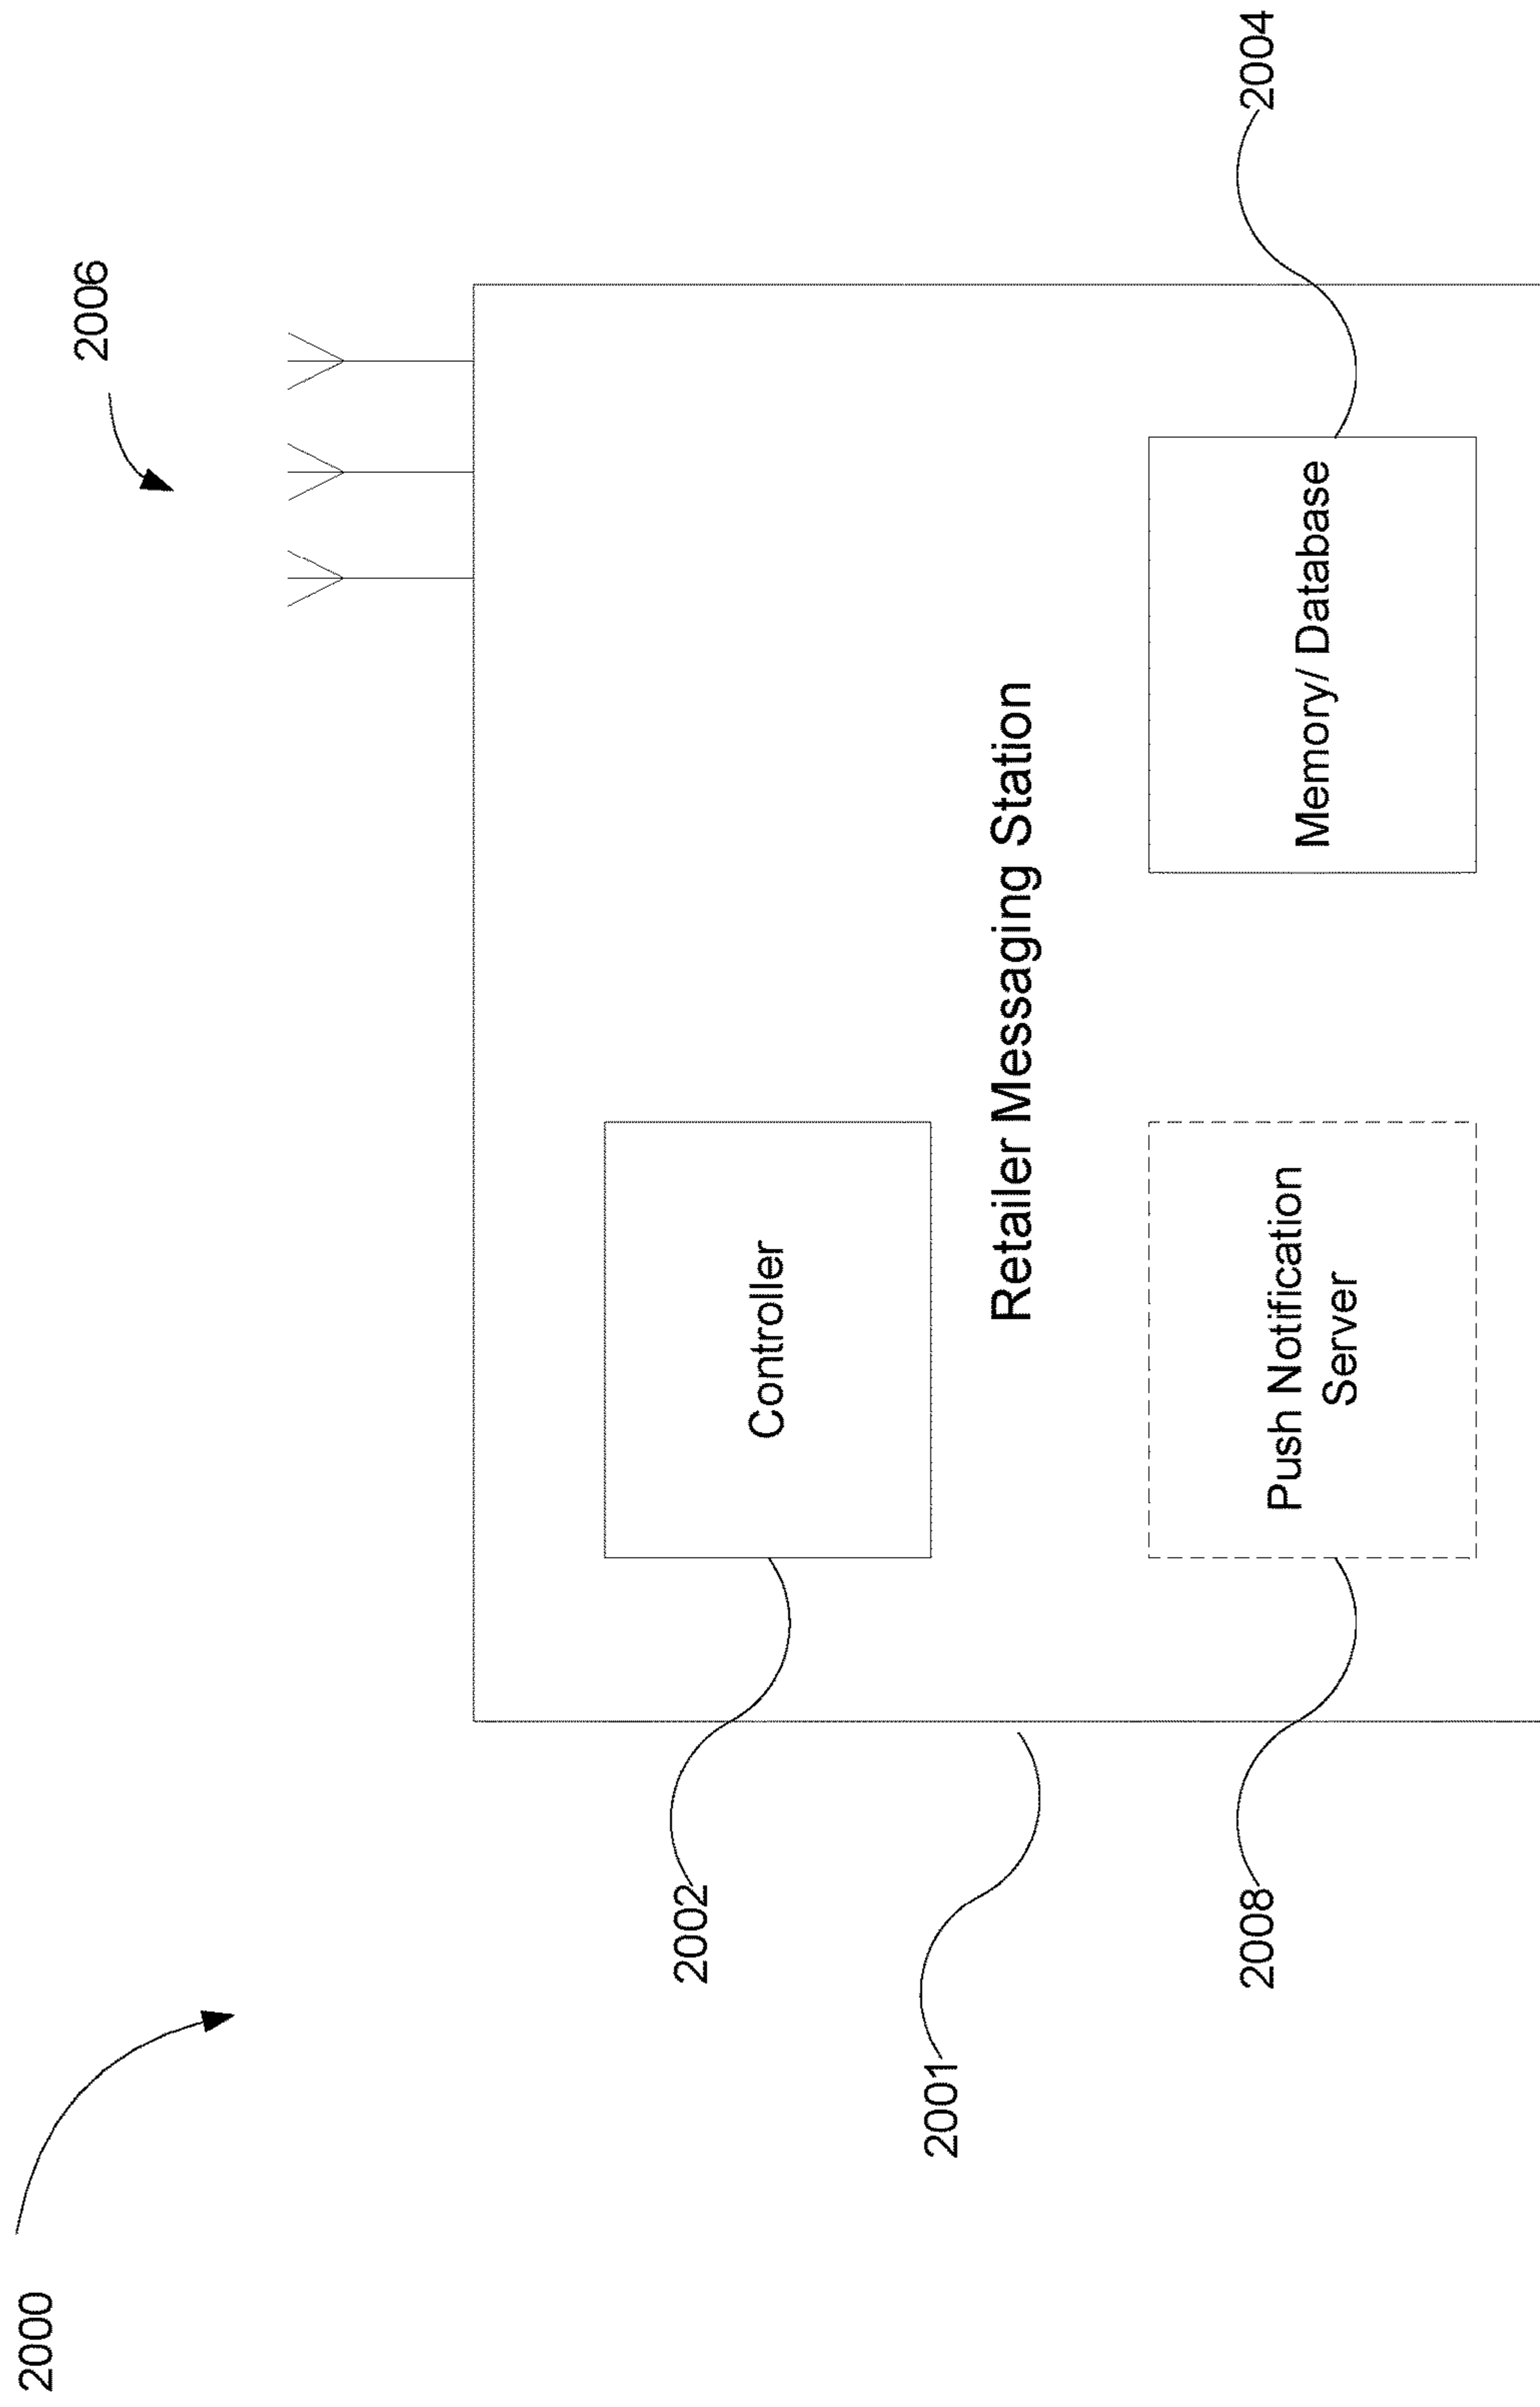 2000
2006
2002
Controller
2001
Retailer Messaging Station
2008
Push Notification
Server
Memory/ Database
2004